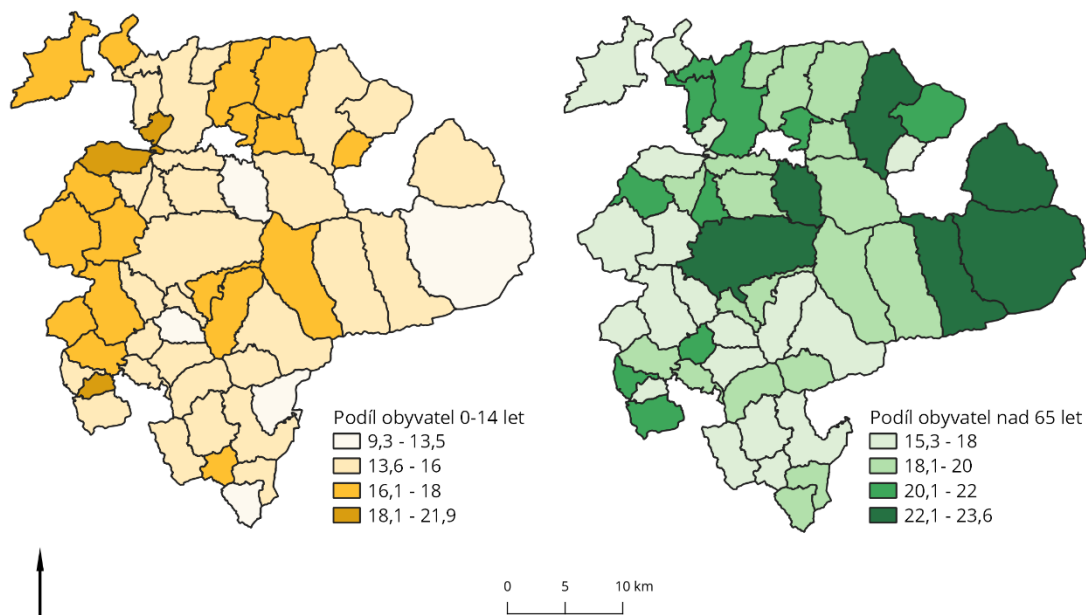 Podíl obyvatel 0-14 let
9,3 - 13,5
13,6 - 16
16,1 - 18
18,1 - 21,9
Podíl obyvatel nad 65 let
15,3 - 18
18,1- 20
20,1 - 22
22,1 - 23,6
0 5 10 km